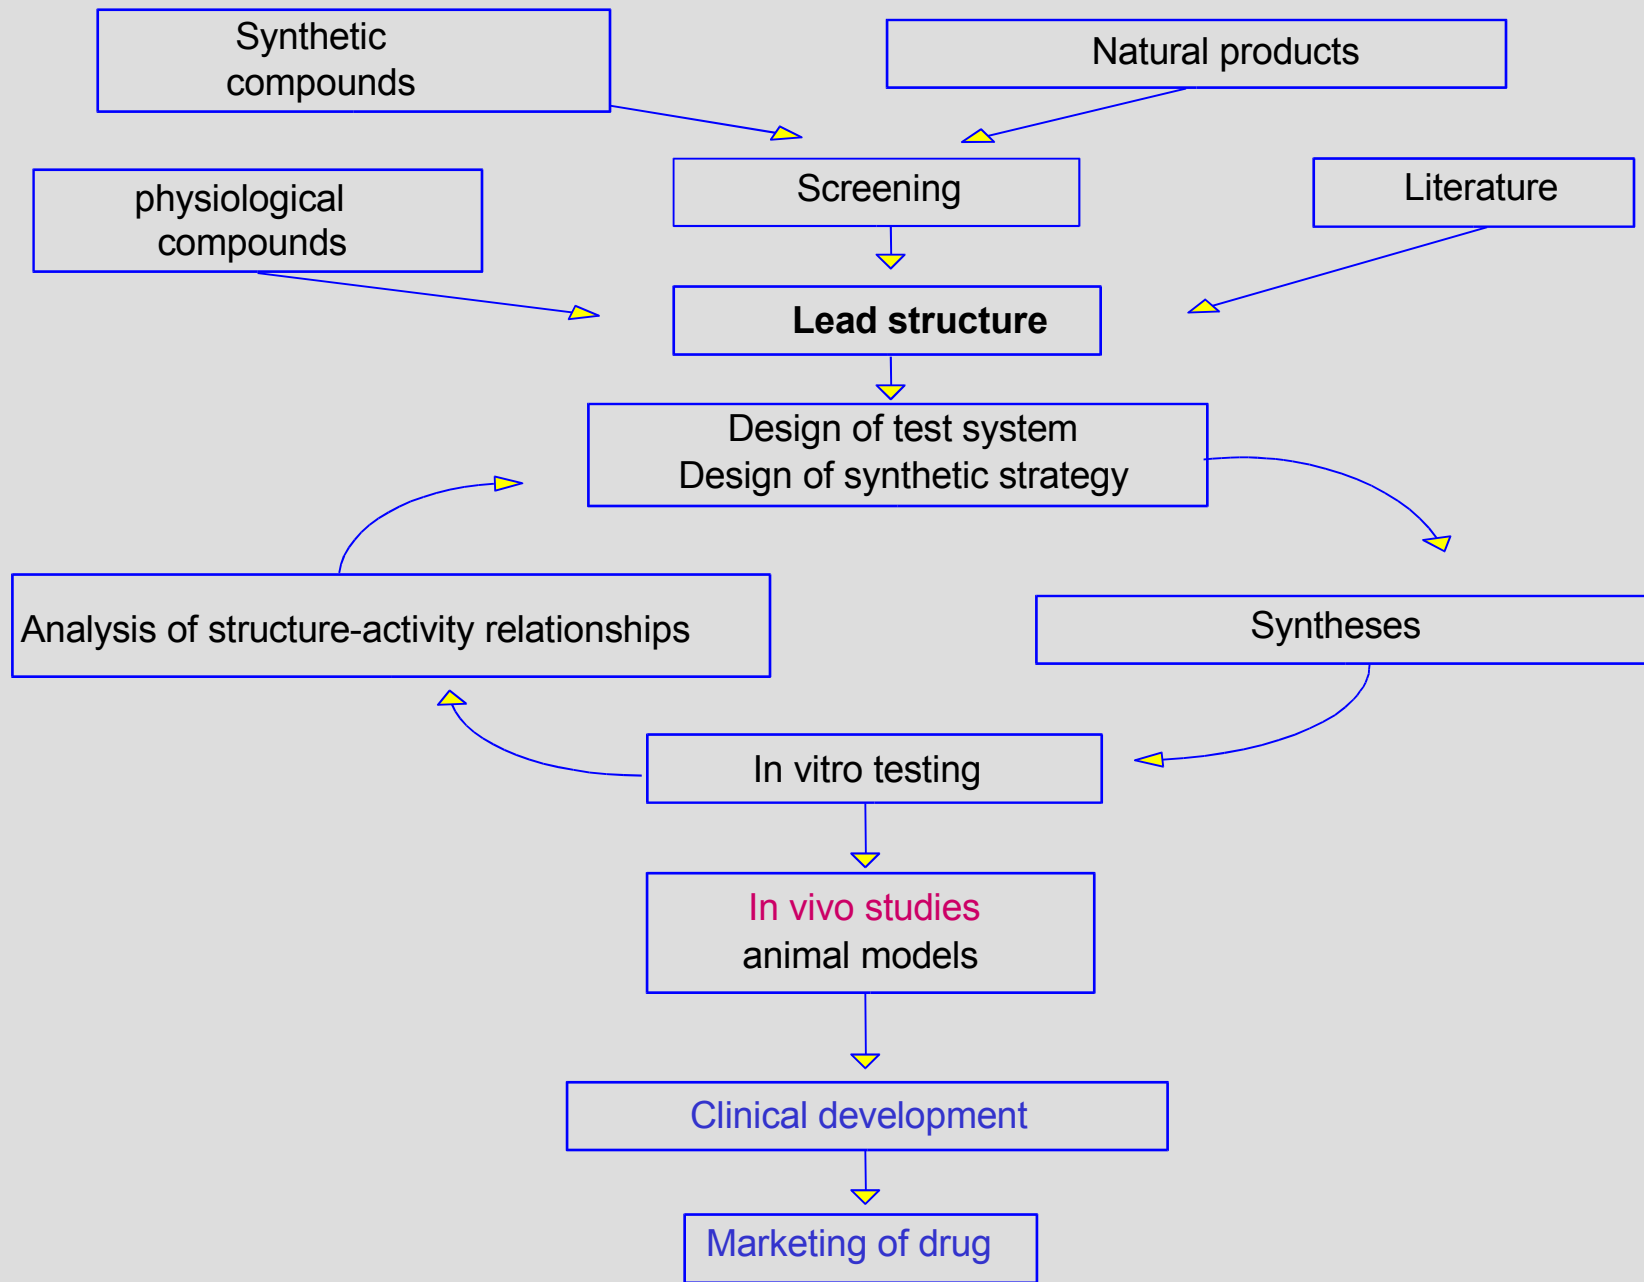 Synthetic
compounds
Natural products
Screening
physiological
compounds
Literature
Lead structure
Design of test system
Design of synthetic strategy
Analysis of structure-activity relationships
Syntheses
In vitro testing
In vivo studies
animal models
Clinical development
Marketing of drug